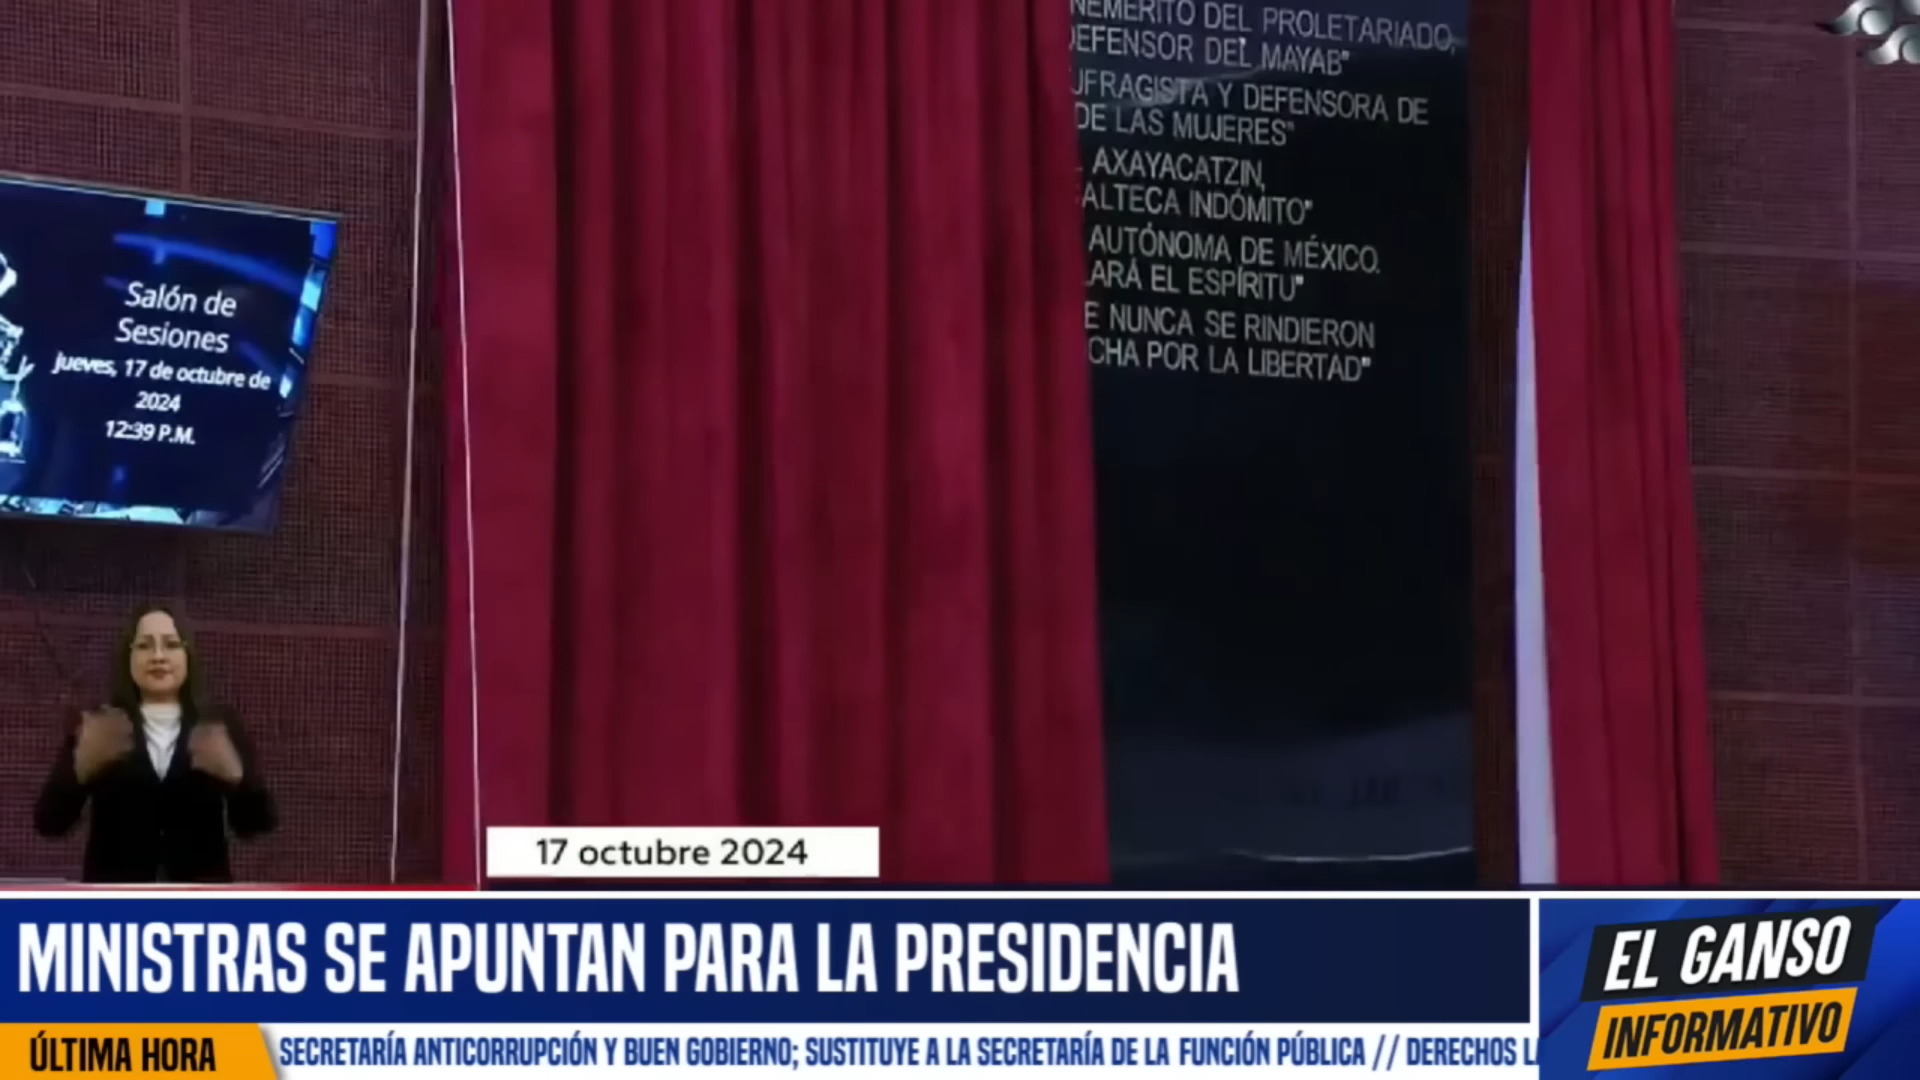 NEMÉRITO DEL PROLETARIADO,
DEFENSOR DEL MAYAB"
UFRAGISTA Y DEFENSORA DE
DE LAS MUJERES"
AXAYACATZIN,
ALTECA INDÓMITO"
AUTÓNOMA DE MÉXICO.
LARÁ EL ESPÍRITU"
E NUNCA SE RINDIERON
CHA POR LA LIBERTAD"
Salón de
Sesiones
Jueves, 17 de octubre de
2024
12:39 P.M.
17 octubre 2024
MINISTRAS SE APUNTAN PARA LA PRESIDENCIA
EL GANSO
INFORMATIVO
ÚLTIMA HORA
SECRETARÍA ANTICORRUPCIÓN Y BUEN GOBIERNO; SUSTITUYE A LA SECRETARÍA DE LA FUNCIÓN PÚBLICA // DERECHOS L